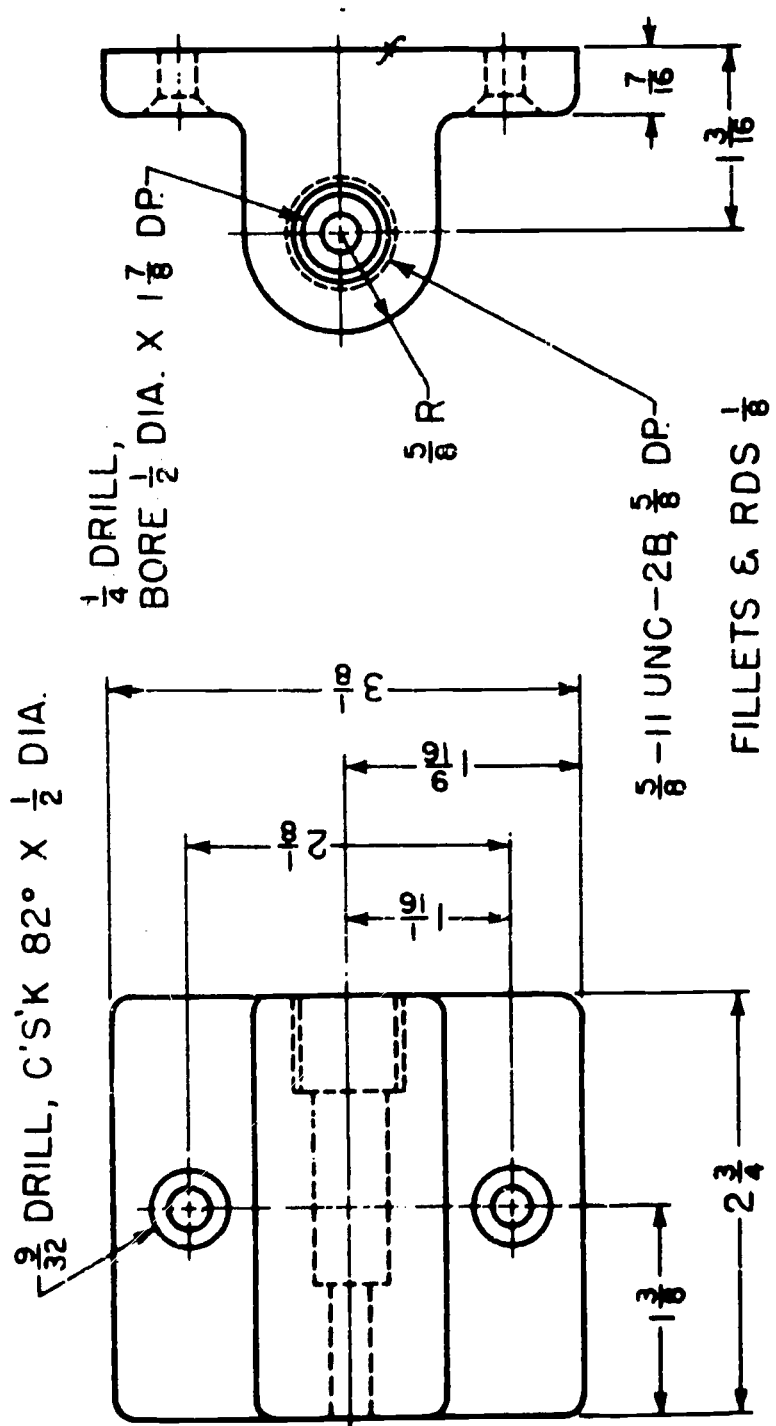 9/32 DRILL, C'S'K 82° X 1/2 DIA.
1/4 DRILL,
BORE 1/2 DIA. X 1 7/8 DP.
3 1/8
1 9/16
2 1/8
1 1/16
1 3/8
2 3/4
5/8 R
5/8-11 UNC-2B, 5/8 DP.
7/16
1 3/16
FILLETS & RDS 1/8